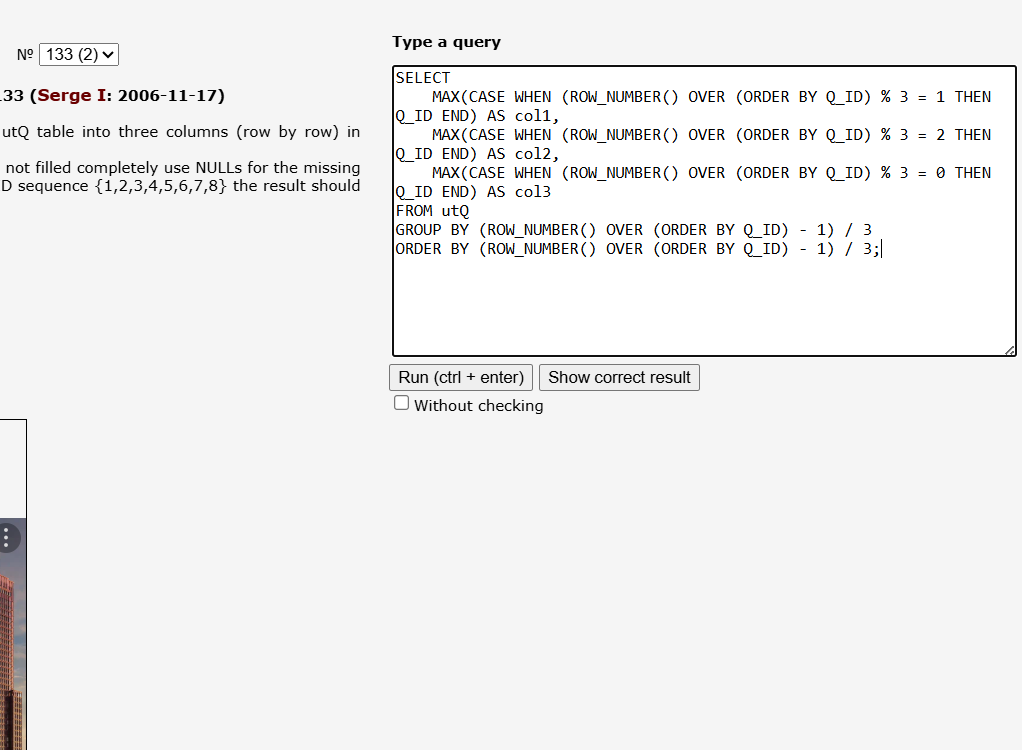 Nº 133 (2)
33 (Serge I: 2006-11-17)
utQ table into three columns (row by row) in
not filled completely use NULLs for the missing
D sequence {1,2,3,4,5,6,7,8} the result should
Type a query
SELECT
MAX(CASE WHEN (ROW_NUMBER() OVER (ORDER BY Q_ID) % 3 = 1 THEN
Q_ID END) AS col1,
MAX(CASE WHEN (ROW_NUMBER() OVER (ORDER BY Q_ID) % 3 = 2 THEN
Q_ID END) AS col2,
MAX(CASE WHEN (ROW_NUMBER() OVER (ORDER BY Q_ID) % 3 = 0 THEN
Q_ID END) AS col3
FROM utQ
GROUP BY (ROW_NUMBER() OVER (ORDER BY Q_ID) - 1) / 3
ORDER BY (ROW_NUMBER() OVER (ORDER BY Q_ID) - 1) / 3;
Run (ctrl + enter) Show correct result
Without checking